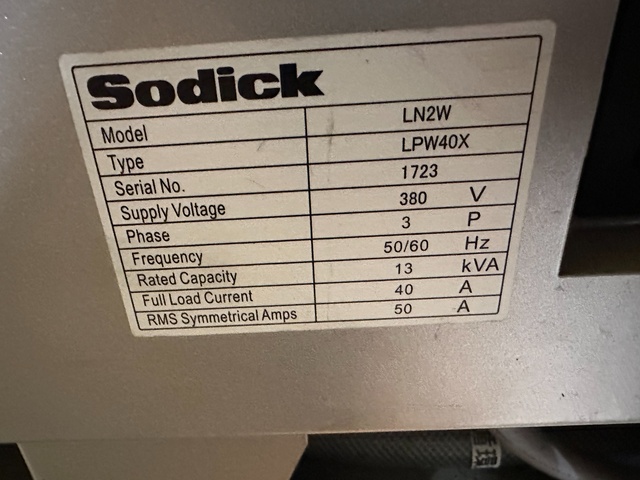 Sodick
Model LN2W
Type LPW40X
Serial No. 1723
Supply Voltage 380 V
Phase 3 P
Frequency 50/60 Hz
Rated Capacity 13 kVA
Full Load Current 40 A
RMS Symmetrical Amps 50 A